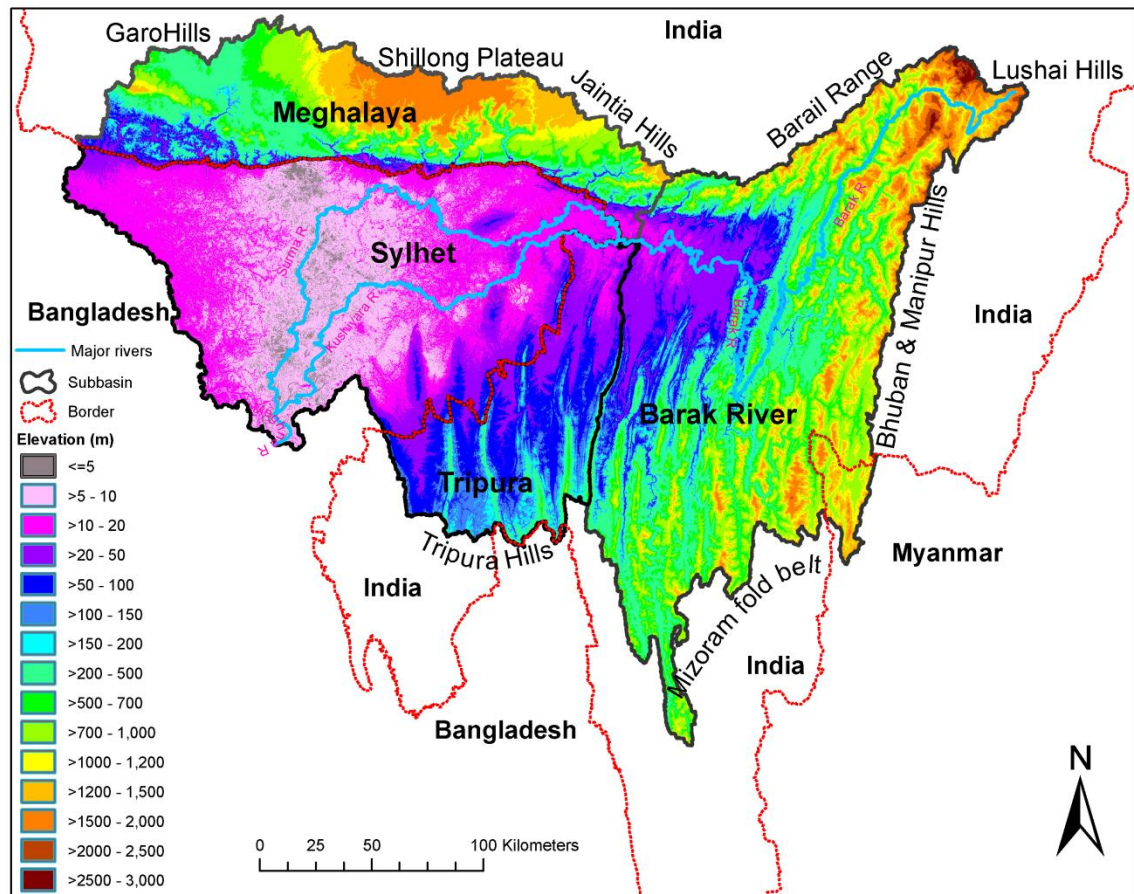 India
GaroHills
Shillong Plateau
Lushai Hills
Barail Range
Jaintia Hills
Meghalaya
Barak R
Sylhet
Surma R
Bhuban & Manipur Hills
Bangladesh
India
Kushiyara R
Barak R
Major rivers
Subbasin
Border
Barak River
Elevation (m)
<=5
>5 - 10
>10 - 20
>20 - 50
>50 - 100
>100 - 150
>150 - 200
>200 - 500
>500 - 700
>700 - 1,000
>1000 - 1,200
>1200 - 1,500
>1500 - 2,000
>2000 - 2,500
>2500 - 3,000
Tripura
Tripura Hills
Myanmar
India
Mizoram fold belt
India
Bangladesh
N
0 25 50 100 Kilometers